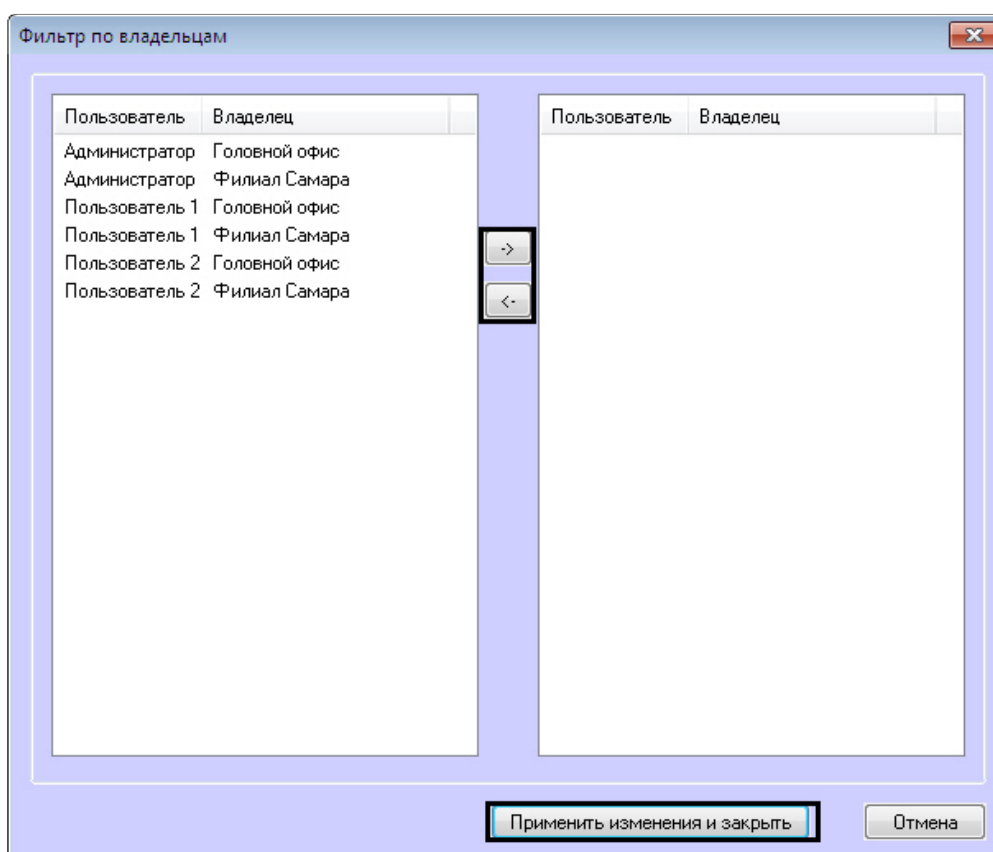 Фильтр по владельцам
Пользователь Владелец
Администратор Головной офис
Администратор Филиал Самара
Пользователь 1 Головной офис
Пользователь 1 Филиал Самара
Пользователь 2 Головной офис
Пользователь 2 Филиал Самара
->
<-
Пользователь Владелец
Применить изменения и закрыть
Отмена